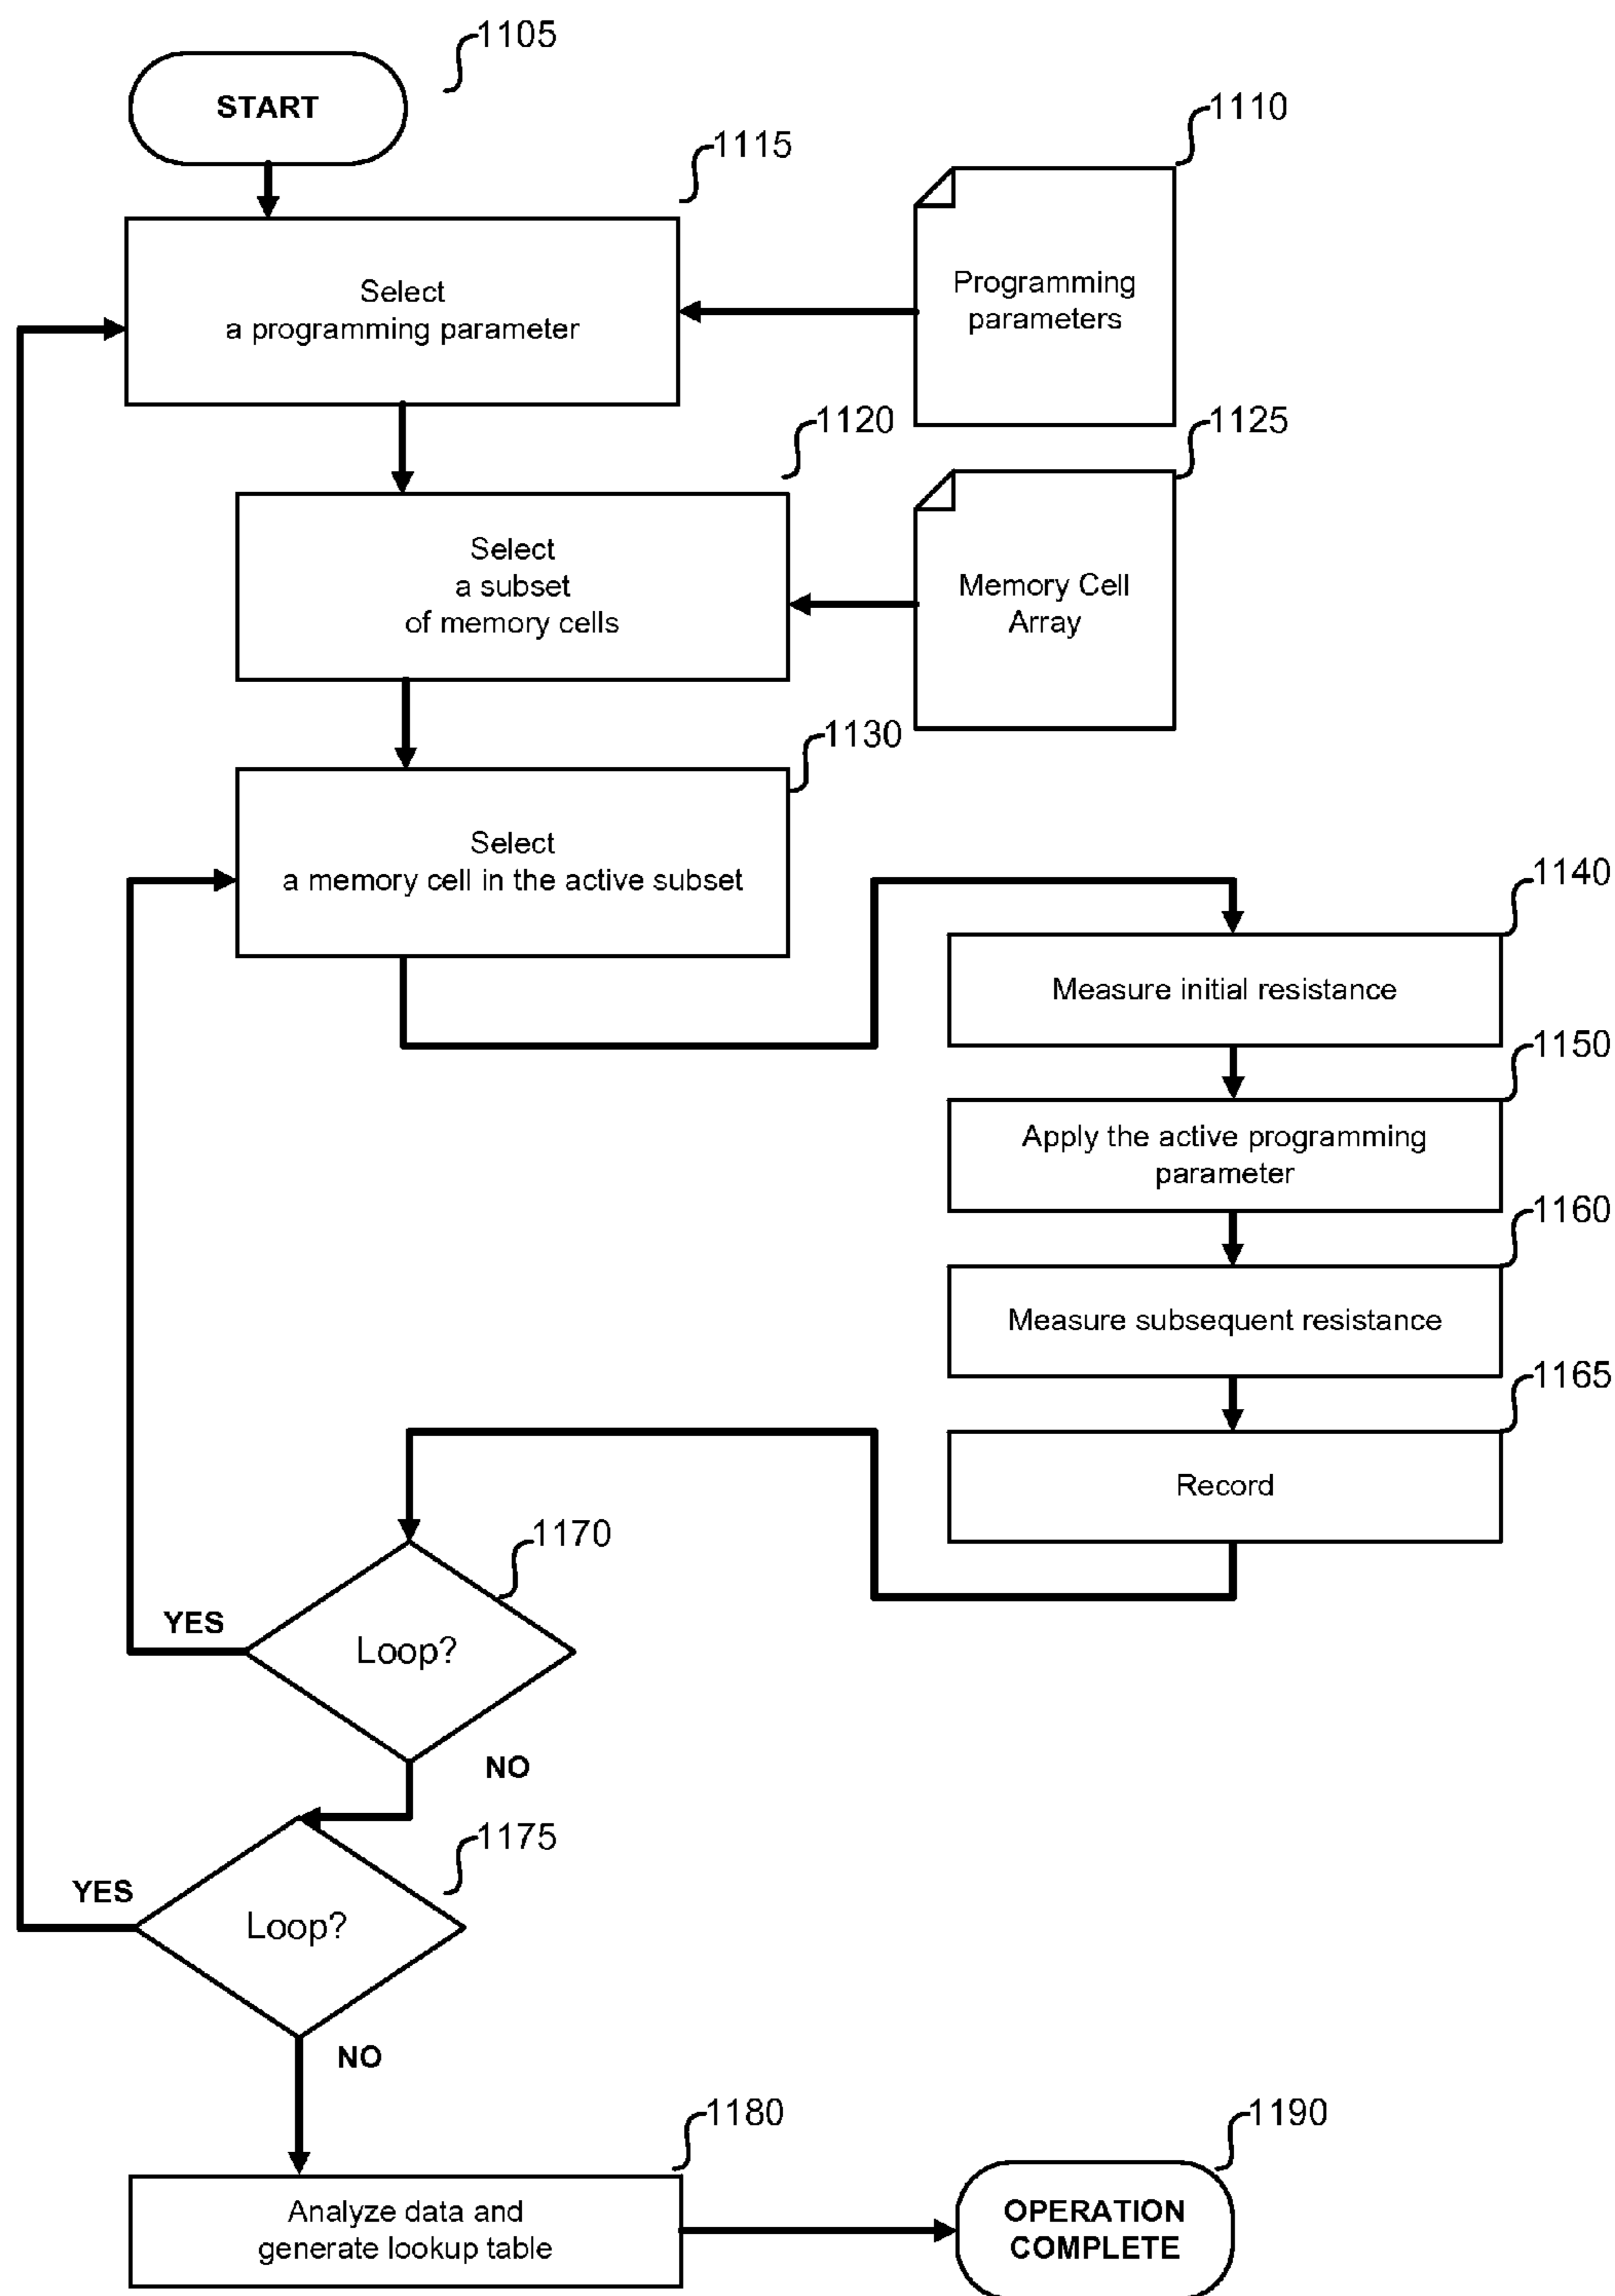 1105
START
1110
1115
Select
a programming parameter
Programming
parameters
1120
1125
Select
a subset
of memory cells
Memory Cell
Array
1130
Select
a memory cell in the active subset
1140
Measure initial resistance
1150
Apply the active programming
parameter
1160
Measure subsequent resistance
1165
Record
1170
YES
Loop?
NO
1175
YES
Loop?
NO
1180
Analyze data and
generate lookup table
1190
OPERATION
COMPLETE